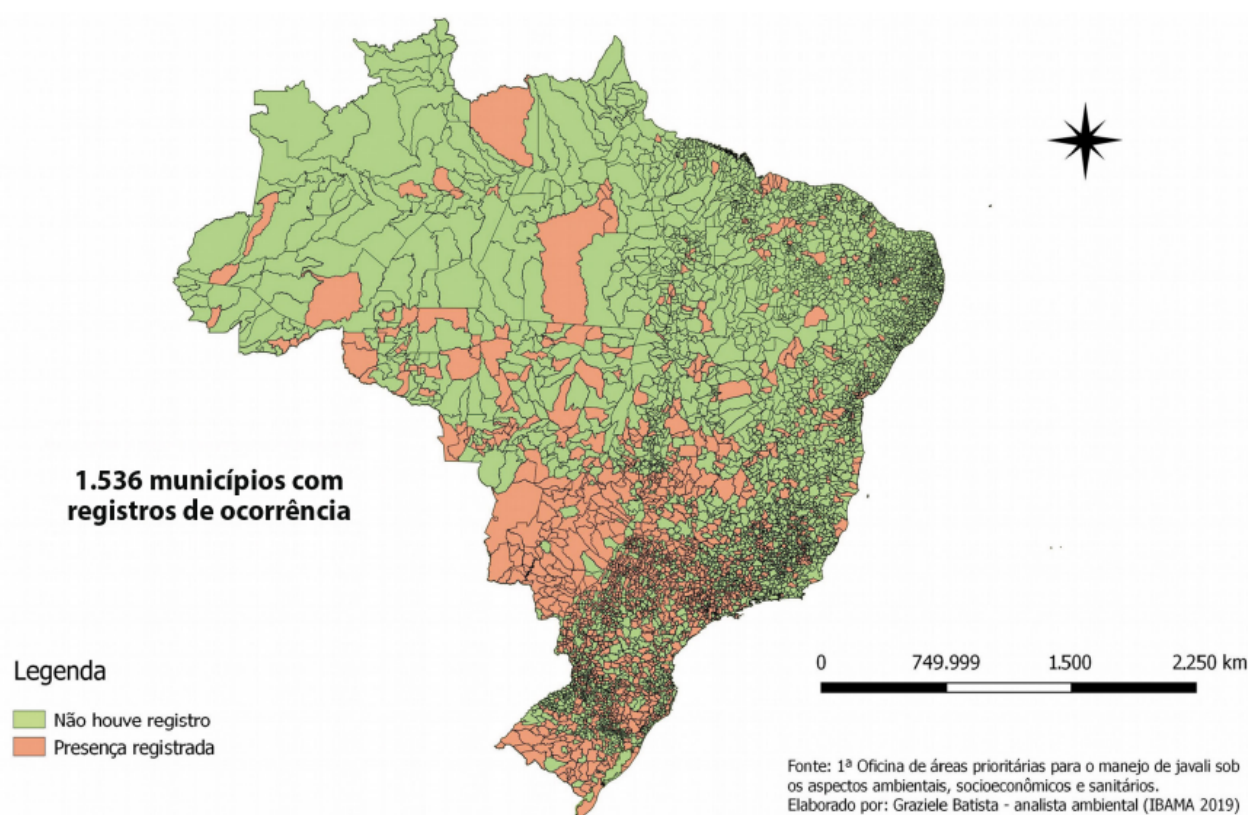 1.536 municípios com
registros de ocorrência
Legenda
Não houve registro
Presença registrada
0 749.999 1.500 2.250 km
Fonte: 1ª Oficina de áreas prioritárias para o manejo de javali sob
os aspectos ambientais, socioeconômicos e sanitários.
Elaborado por: Graziele Batista - analista ambiental (IBAMA 2019)